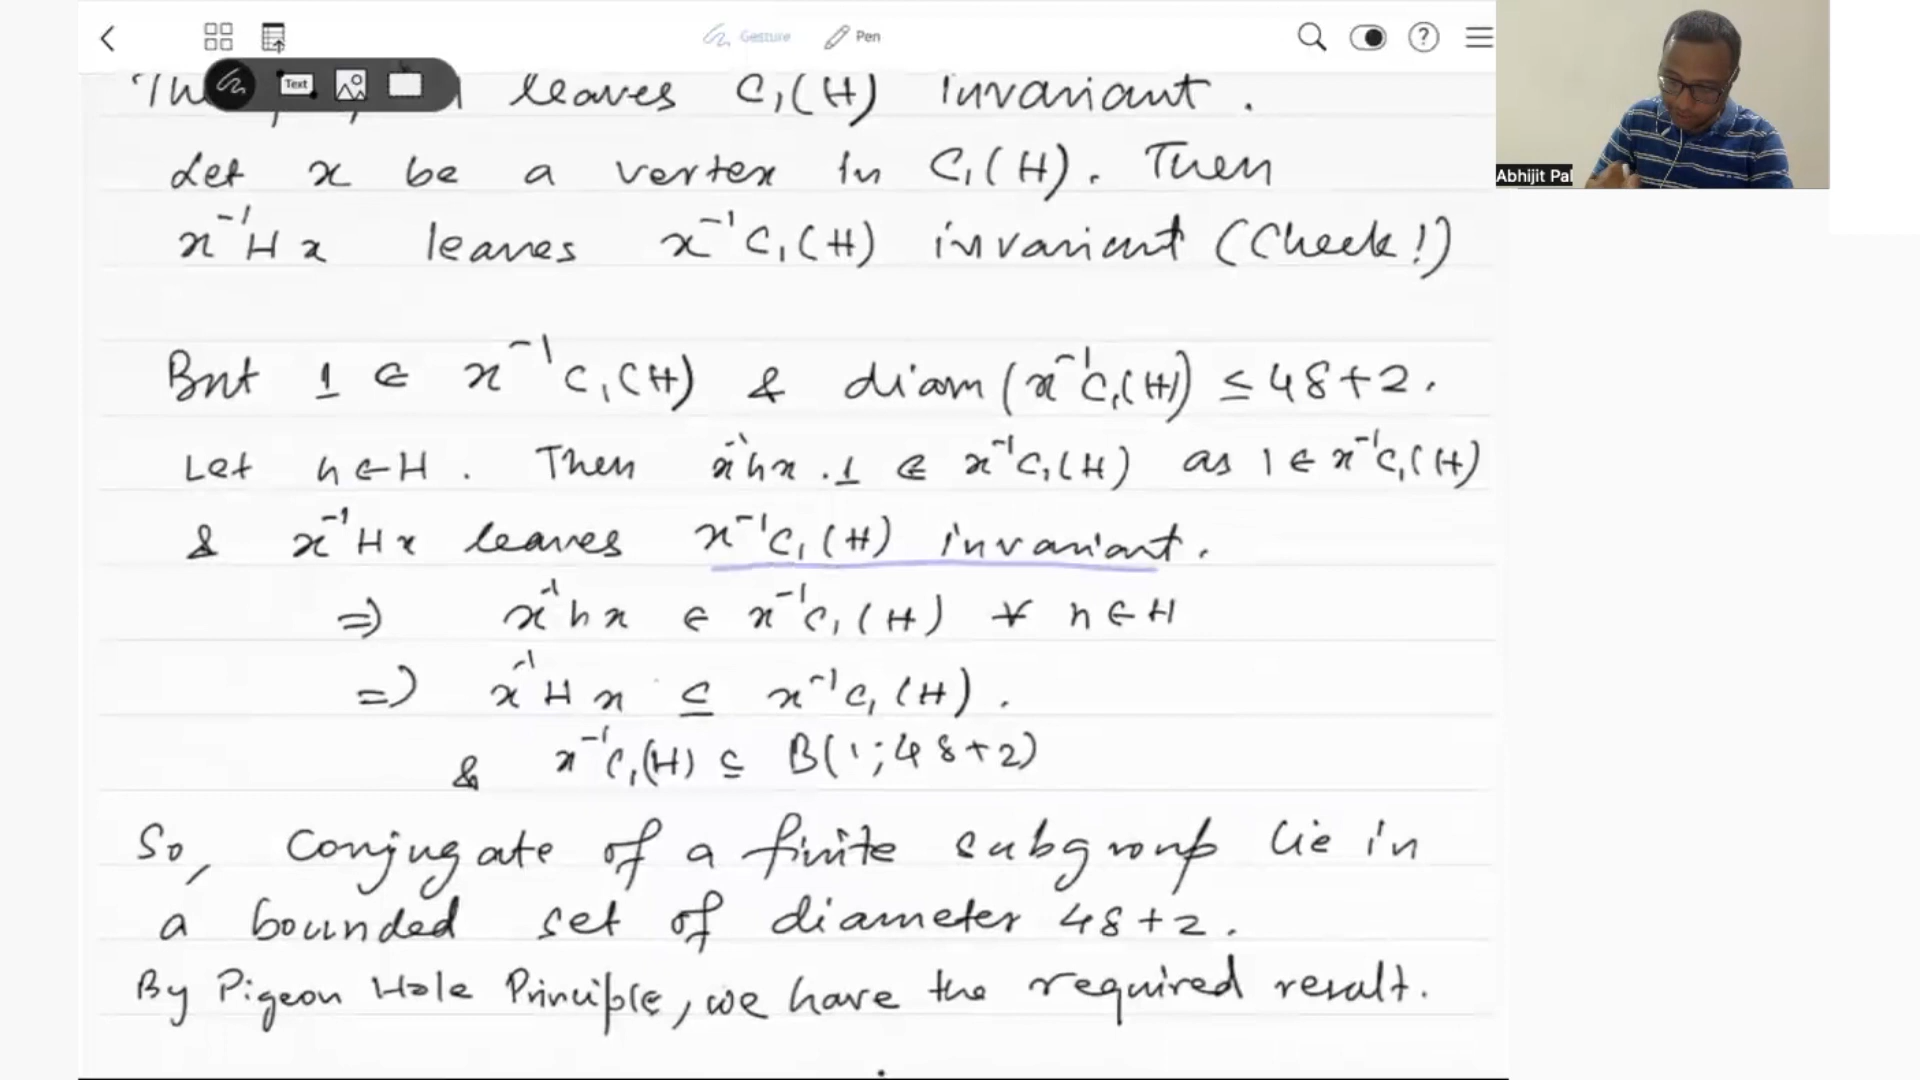 Gesture Pen
Text
leaves C₁(H) invariant.
Let x be a vertex in C₁(H). Then
x⁻¹Hx leaves x⁻¹C₁(H) invariant (Check!)
But 1 ∈ x⁻¹C₁(H) & diam(x⁻¹C₁(H)) ≤ 4δ+2.
Let h∈H. Then x⁻¹hx.1 ∈ x⁻¹C₁(H) as 1∈x⁻¹C₁(H)
& x⁻¹Hx leaves x⁻¹C₁(H) invariant.
⇒ x⁻¹hx ∈ x⁻¹C₁(H) ∀ h∈H
⇒ x⁻¹Hx ⊆ x⁻¹C₁(H).
& x⁻¹C₁(H) ⊆ B(1;4δ+2)
So, Conjugate of a finite subgroup lie in
a bounded set of diameter 4δ+2.
By Pigeon Hole Principle, we have the required result.
Abhijit Pal